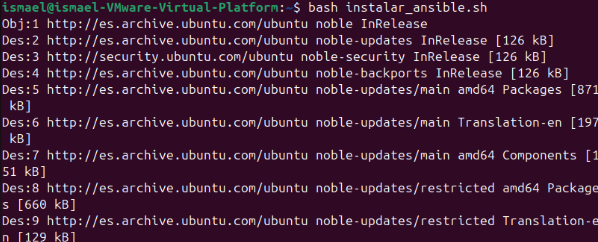 ismael@ismael-VMware-Virtual-Platform:~$ bash instalar_ansible.sh
Obj:1 http://es.archive.ubuntu.com/ubuntu noble InRelease
Des:2 http://es.archive.ubuntu.com/ubuntu noble-updates InRelease [126 kB]
Des:3 http://security.ubuntu.com/ubuntu noble-security InRelease [126 kB]
Des:4 http://es.archive.ubuntu.com/ubuntu noble-backports InRelease [126 kB]
Des:5 http://es.archive.ubuntu.com/ubuntu noble-updates/main amd64 Packages [871
 kB]
Des:6 http://es.archive.ubuntu.com/ubuntu noble-updates/main Translation-en [197
 kB]
Des:7 http://es.archive.ubuntu.com/ubuntu noble-updates/main amd64 Components [1
51 kB]
Des:8 http://es.archive.ubuntu.com/ubuntu noble-updates/restricted amd64 Package
s [660 kB]
Des:9 http://es.archive.ubuntu.com/ubuntu noble-updates/restricted Translation-e
n [129 kB]